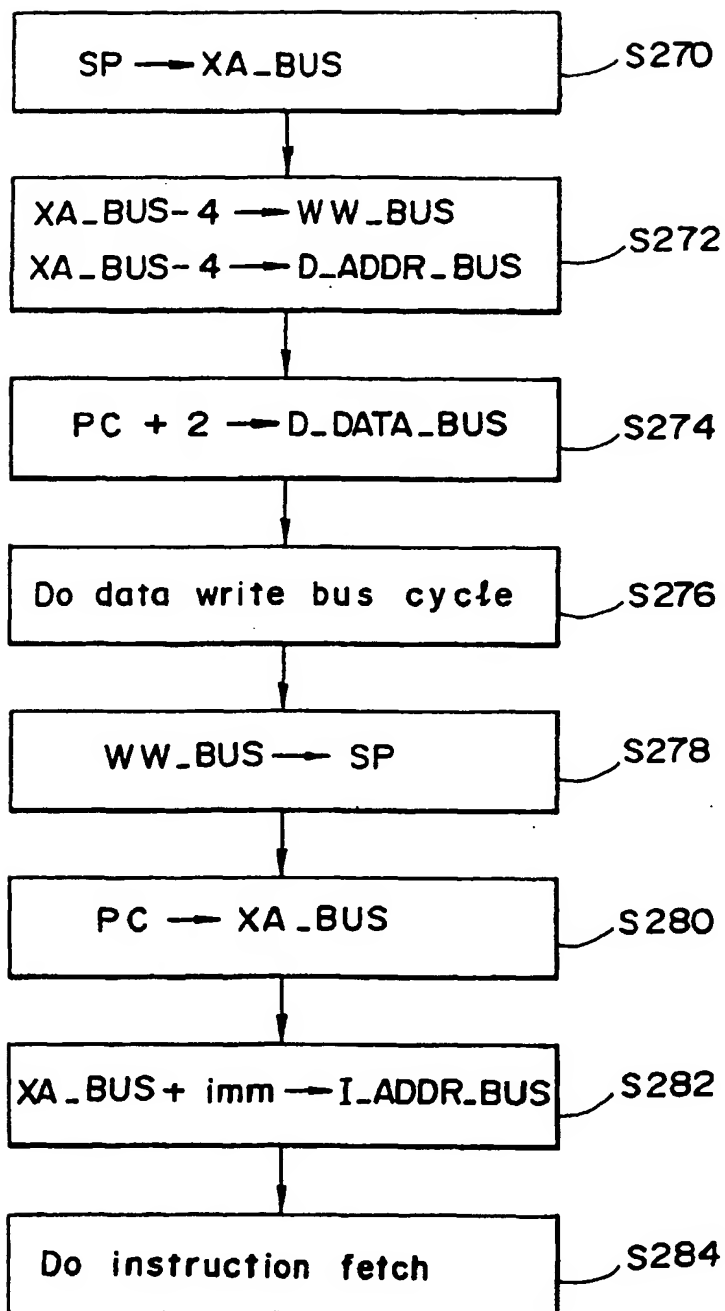 SP → XA_BUS
S270
XA_BUS-4 → WW_BUS
XA_BUS-4 → D_ADDR_BUS
S272
PC + 2 → D_DATA_BUS
S274
Do data write bus cycle
S276
WW_BUS → SP
S278
PC → XA_BUS
S280
XA_BUS + imm → I_ADDR_BUS
S282
Do instruction fetch
S284